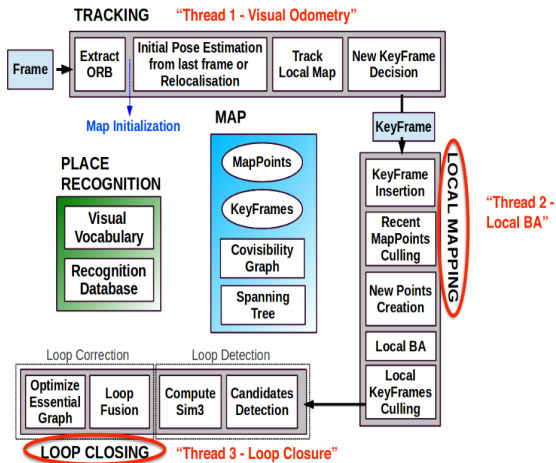 TRACKING
“Thread 1 - Visual Odometry”
Frame
Extract
ORB
Initial Pose Estimation
from last frame or
Relocalisation
Track
Local Map
New KeyFrame
Decision
Map Initialization
KeyFrame
MAP
MapPoints
KeyFrames
Covisibility
Graph
Spanning
Tree
PLACE
RECOGNITION
Visual
Vocabulary
Recognition
Database
KeyFrame
Insertion
Recent
MapPoints
Culling
New Points
Creation
Local BA
Local
KeyFrames
Culling
LOCAL MAPPING
“Thread 2 -
Local BA”
Loop Correction
Loop Detection
Optimize
Essential
Graph
Loop
Fusion
Compute
Sim3
Candidates
Detection
LOOP CLOSING
“Thread 3 - Loop Closure”